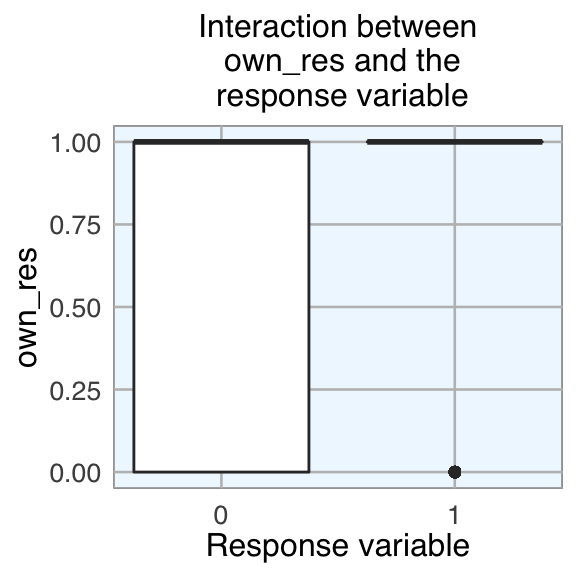 Interaction between
own_res and the
response variable
1.00
0.75
0.50
0.25
0.00
own_res
0
1
Response variable